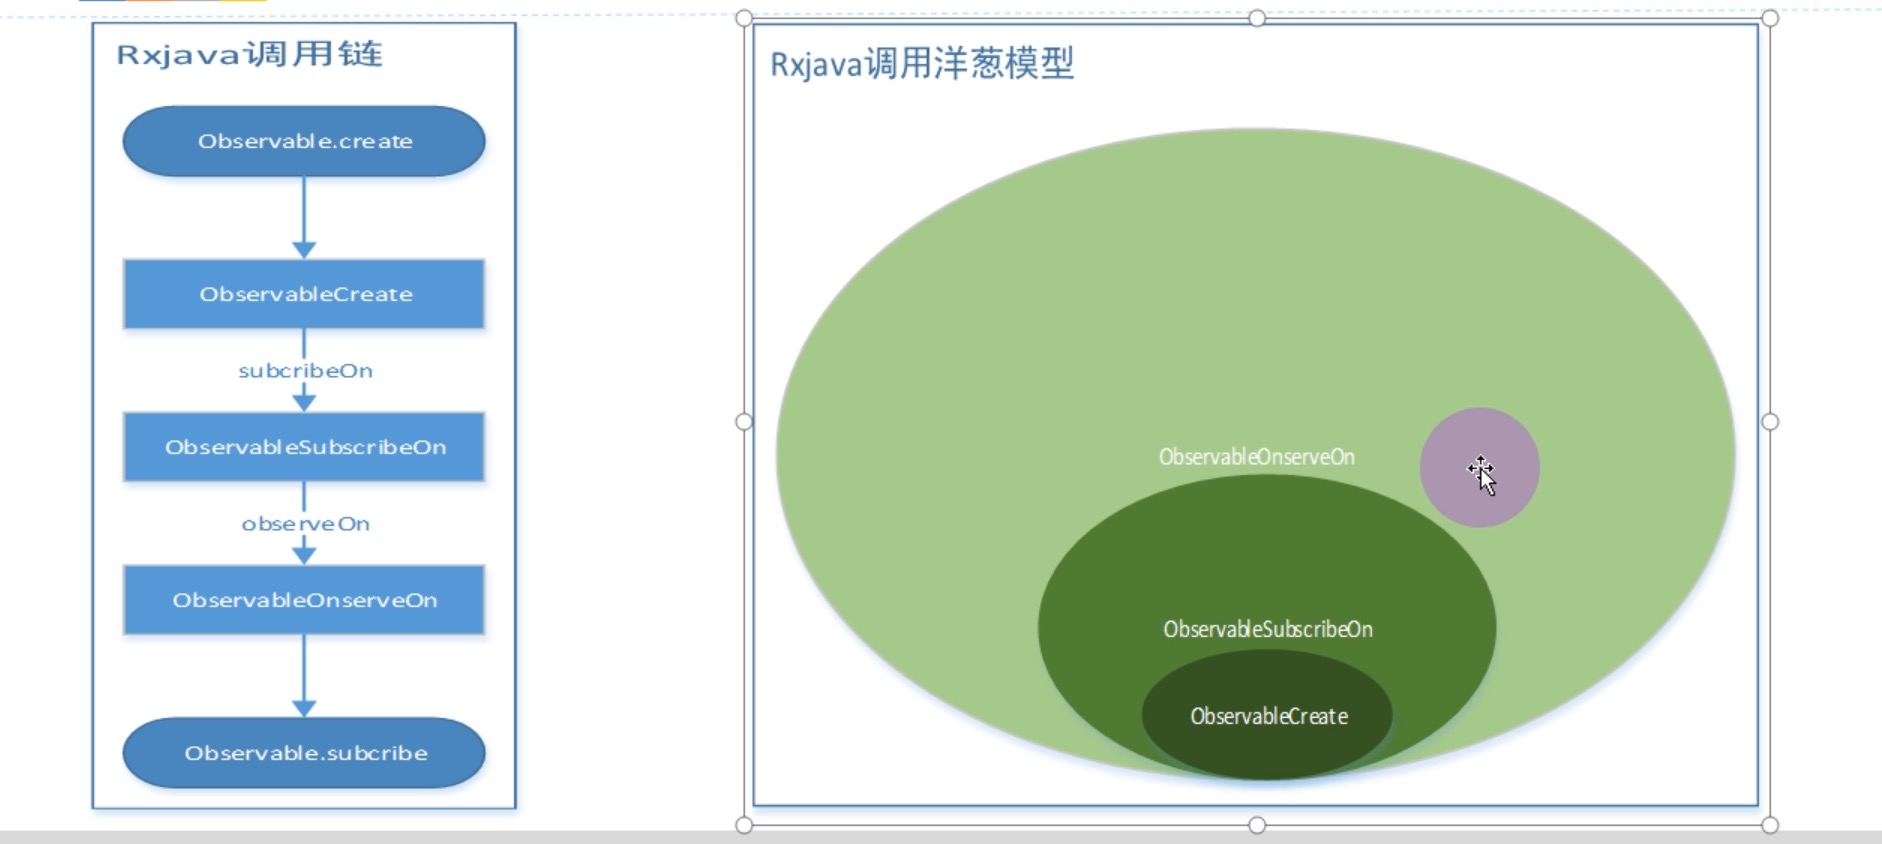 Rxjava调用链
Observable.create
ObservableCreate
subcribeOn
ObservableSubscribeOn
observeOn
ObservableOnserveOn
Observable.subcribe
Rxjava调用洋葱模型
ObservableOnserveOn
ObservableSubscribeOn
ObservableCreate